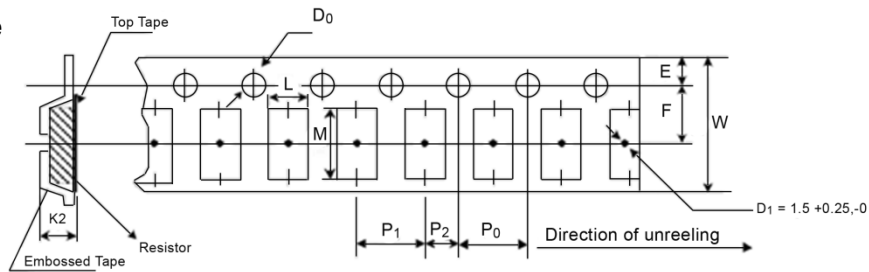 e
Top Tape
D0
L
E
F
W
M
K2
P1
P2
P0
D1 = 1.5 +0.25,-0
Direction of unreeling
Resistor
Embossed Tape